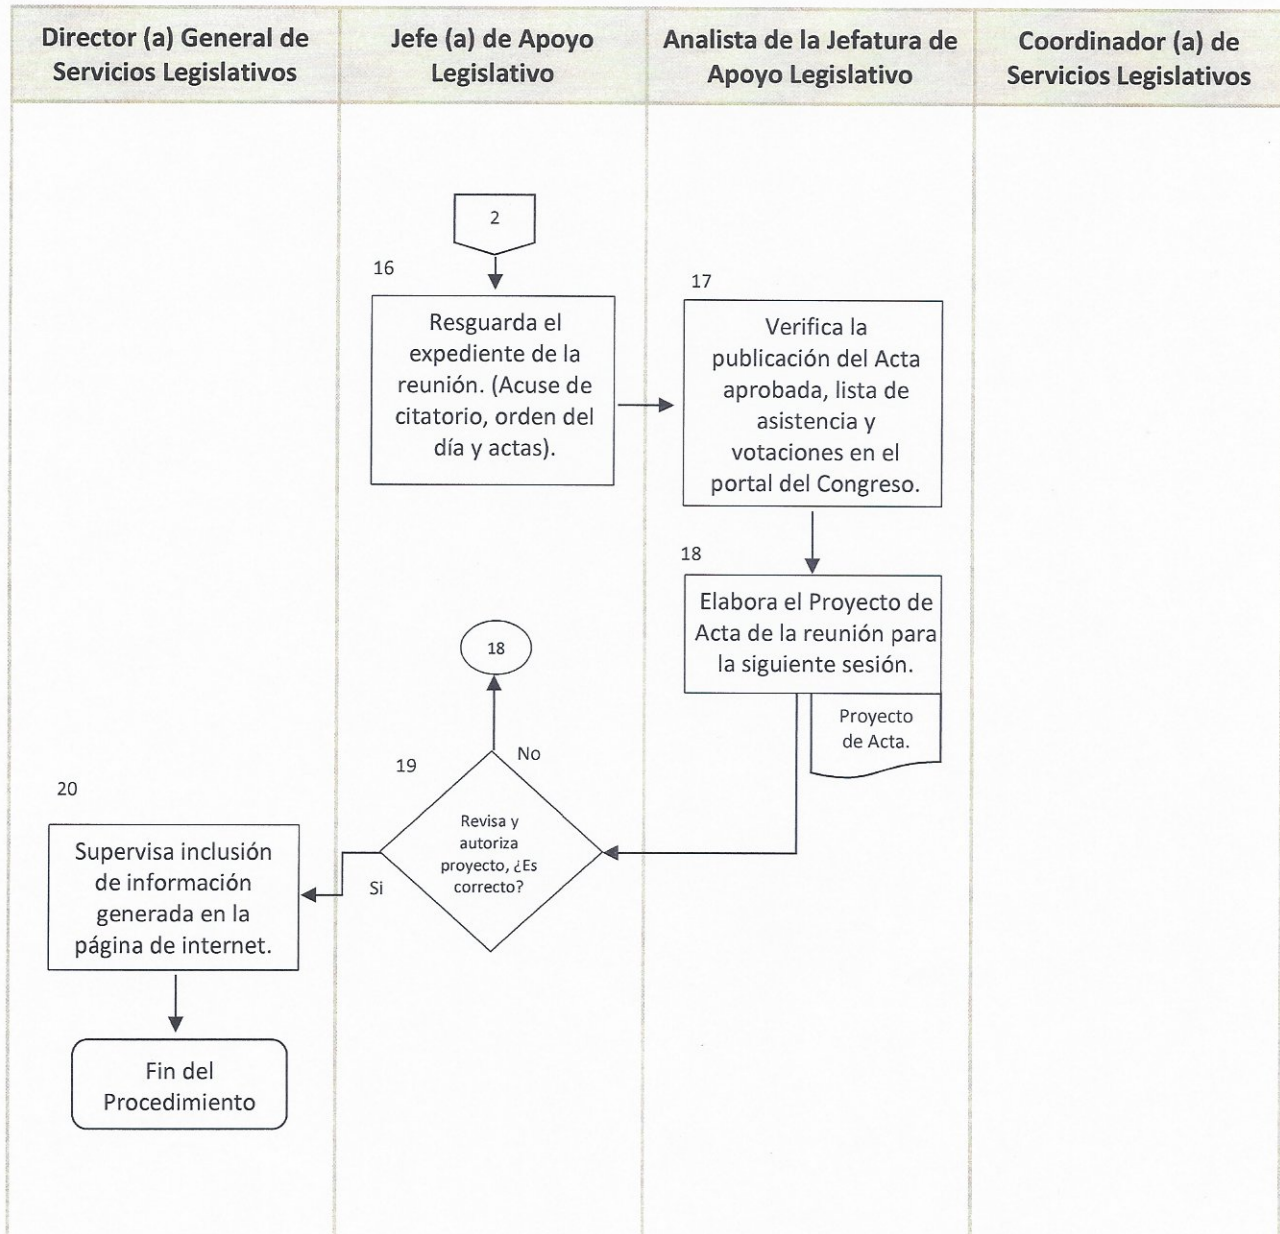 Director (a) General de
Servicios Legislativos
Jefe (a) de Apoyo
Legislativo
Analista de la Jefatura de
Apoyo Legislativo
Coordinador (a) de
Servicios Legislativos
2
16
Resguarda el
expediente de la
reunión. (Acuse de
citatorio, orden del
día y actas).
17
Verifica la
publicación del Acta
aprobada, lista de
asistencia y
votaciones en el
portal del Congreso.
18
Elabora el Proyecto de
Acta de la reunión para
la siguiente sesión.
Proyecto
de Acta.
18
No
19
Revisa y
autoriza
proyecto, ¿Es
correcto?
Si
20
Supervisa inclusión
de información
generada en la
página de internet.
Fin del
Procedimiento